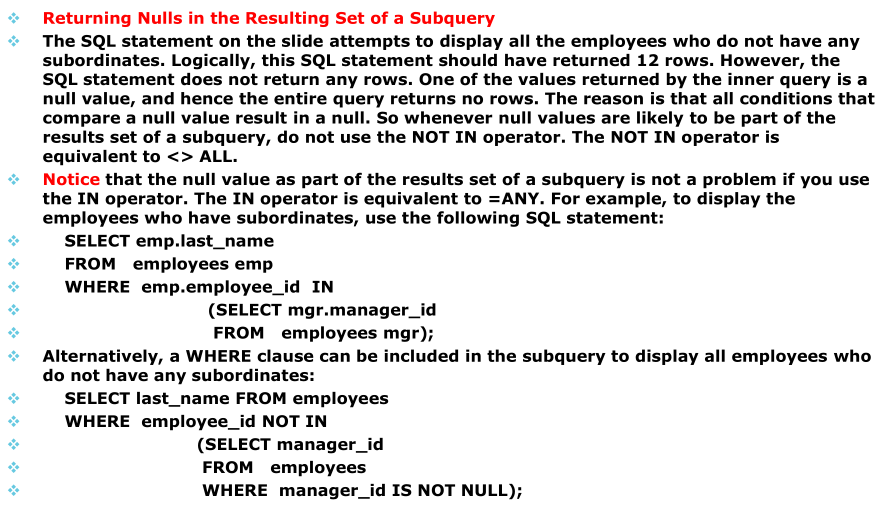 Returning Nulls in the Resulting Set of a Subquery
The SQL statement on the slide attempts to display all the employees who do not have any
subordinates. Logically, this SQL statement should have returned 12 rows. However, the
SQL statement does not return any rows. One of the values returned by the inner query is a
null value, and hence the entire query returns no rows. The reason is that all conditions that
compare a null value result in a null. So whenever null values are likely to be part of the
results set of a subquery, do not use the NOT IN operator. The NOT IN operator is
equivalent to <> ALL.
Notice that the null value as part of the results set of a subquery is not a problem if you use
the IN operator. The IN operator is equivalent to =ANY. For example, to display the
employees who have subordinates, use the following SQL statement:
SELECT emp.last_name
FROM employees emp
WHERE emp.employee_id IN
(SELECT mgr.manager_id
FROM employees mgr);
Alternatively, a WHERE clause can be included in the subquery to display all employees who
do not have any subordinates:
SELECT last_name FROM employees
WHERE employee_id NOT IN
(SELECT manager_id
FROM employees
WHERE manager_id IS NOT NULL);